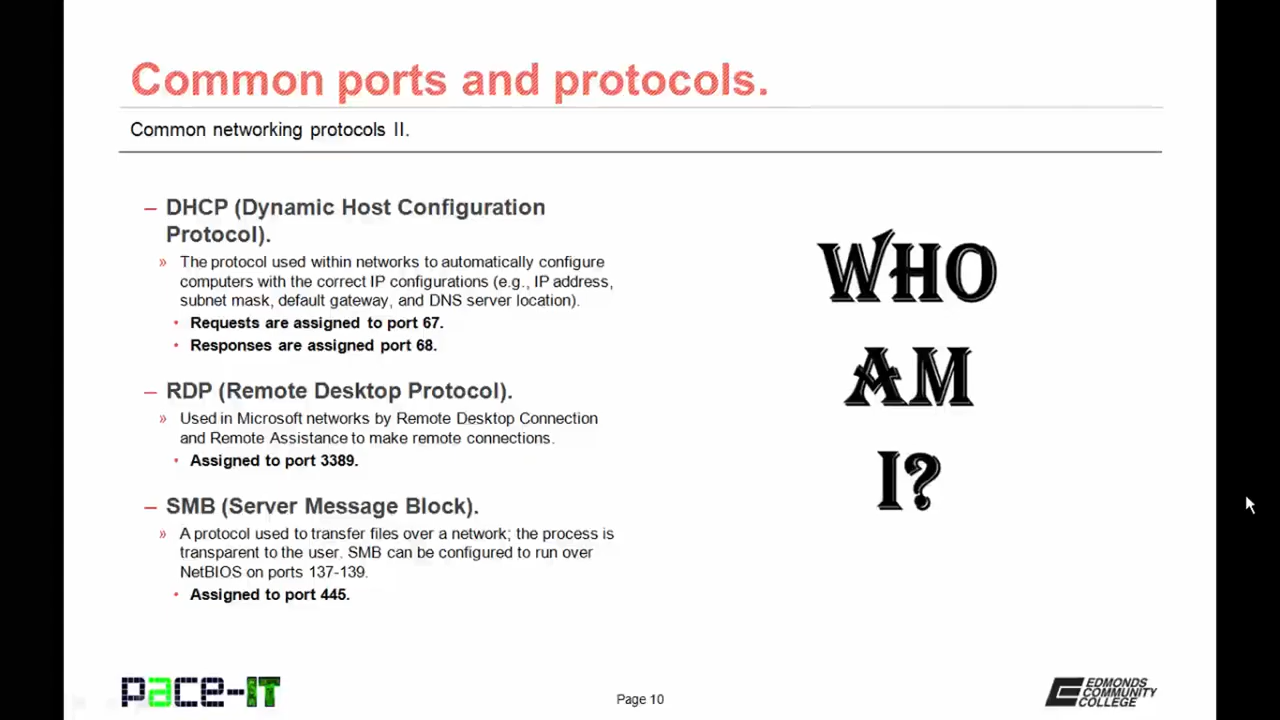 Common ports and protocols.
Common networking protocols II.
– DHCP (Dynamic Host Configuration
Protocol).
» The protocol used within networks to automatically configure
computers with the correct IP configurations (e.g., IP address,
subnet mask, default gateway, and DNS server location).
• Requests are assigned to port 67.
• Responses are assigned port 68.
– RDP (Remote Desktop Protocol).
» Used in Microsoft networks by Remote Desktop Connection
and Remote Assistance to make remote connections.
• Assigned to port 3389.
– SMB (Server Message Block).
» A protocol used to transfer files over a network; the process is
transparent to the user. SMB can be configured to run over
NetBIOS on ports 137-139.
• Assigned to port 445.
WHO
AM
I?
pace-IT
Page 10
EDMONDS
COMMUNITY
COLLEGE